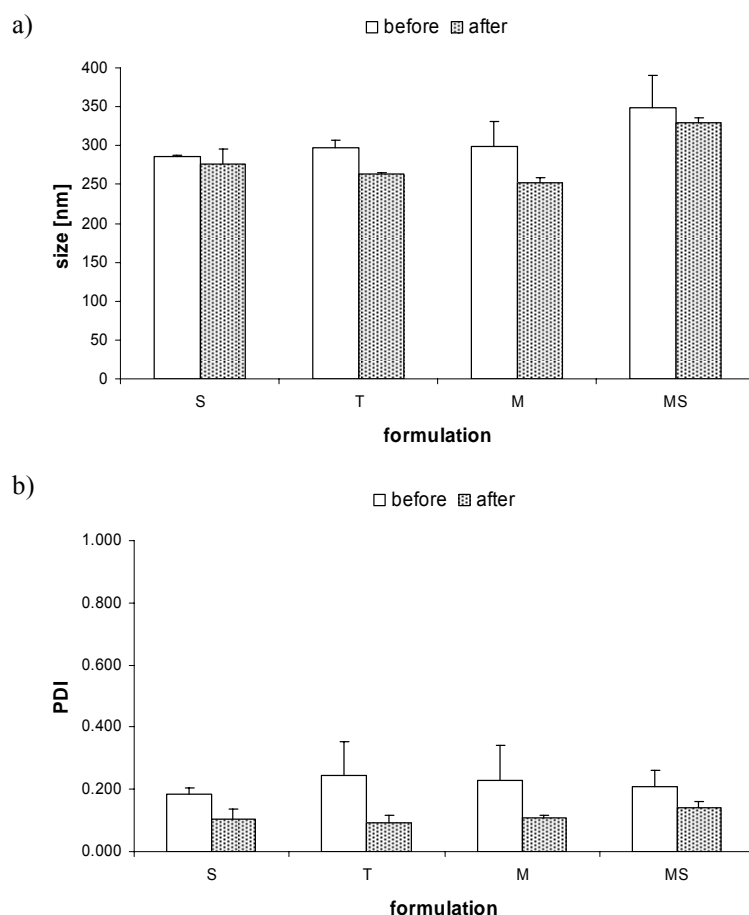 a)
before after
400
350
300
250
200
150
100
50
0
size [nm]
S T M MS
formulation
b)
before after
1.000
0.800
0.600
0.400
0.200
0.000
PDI
S T M MS
formulation